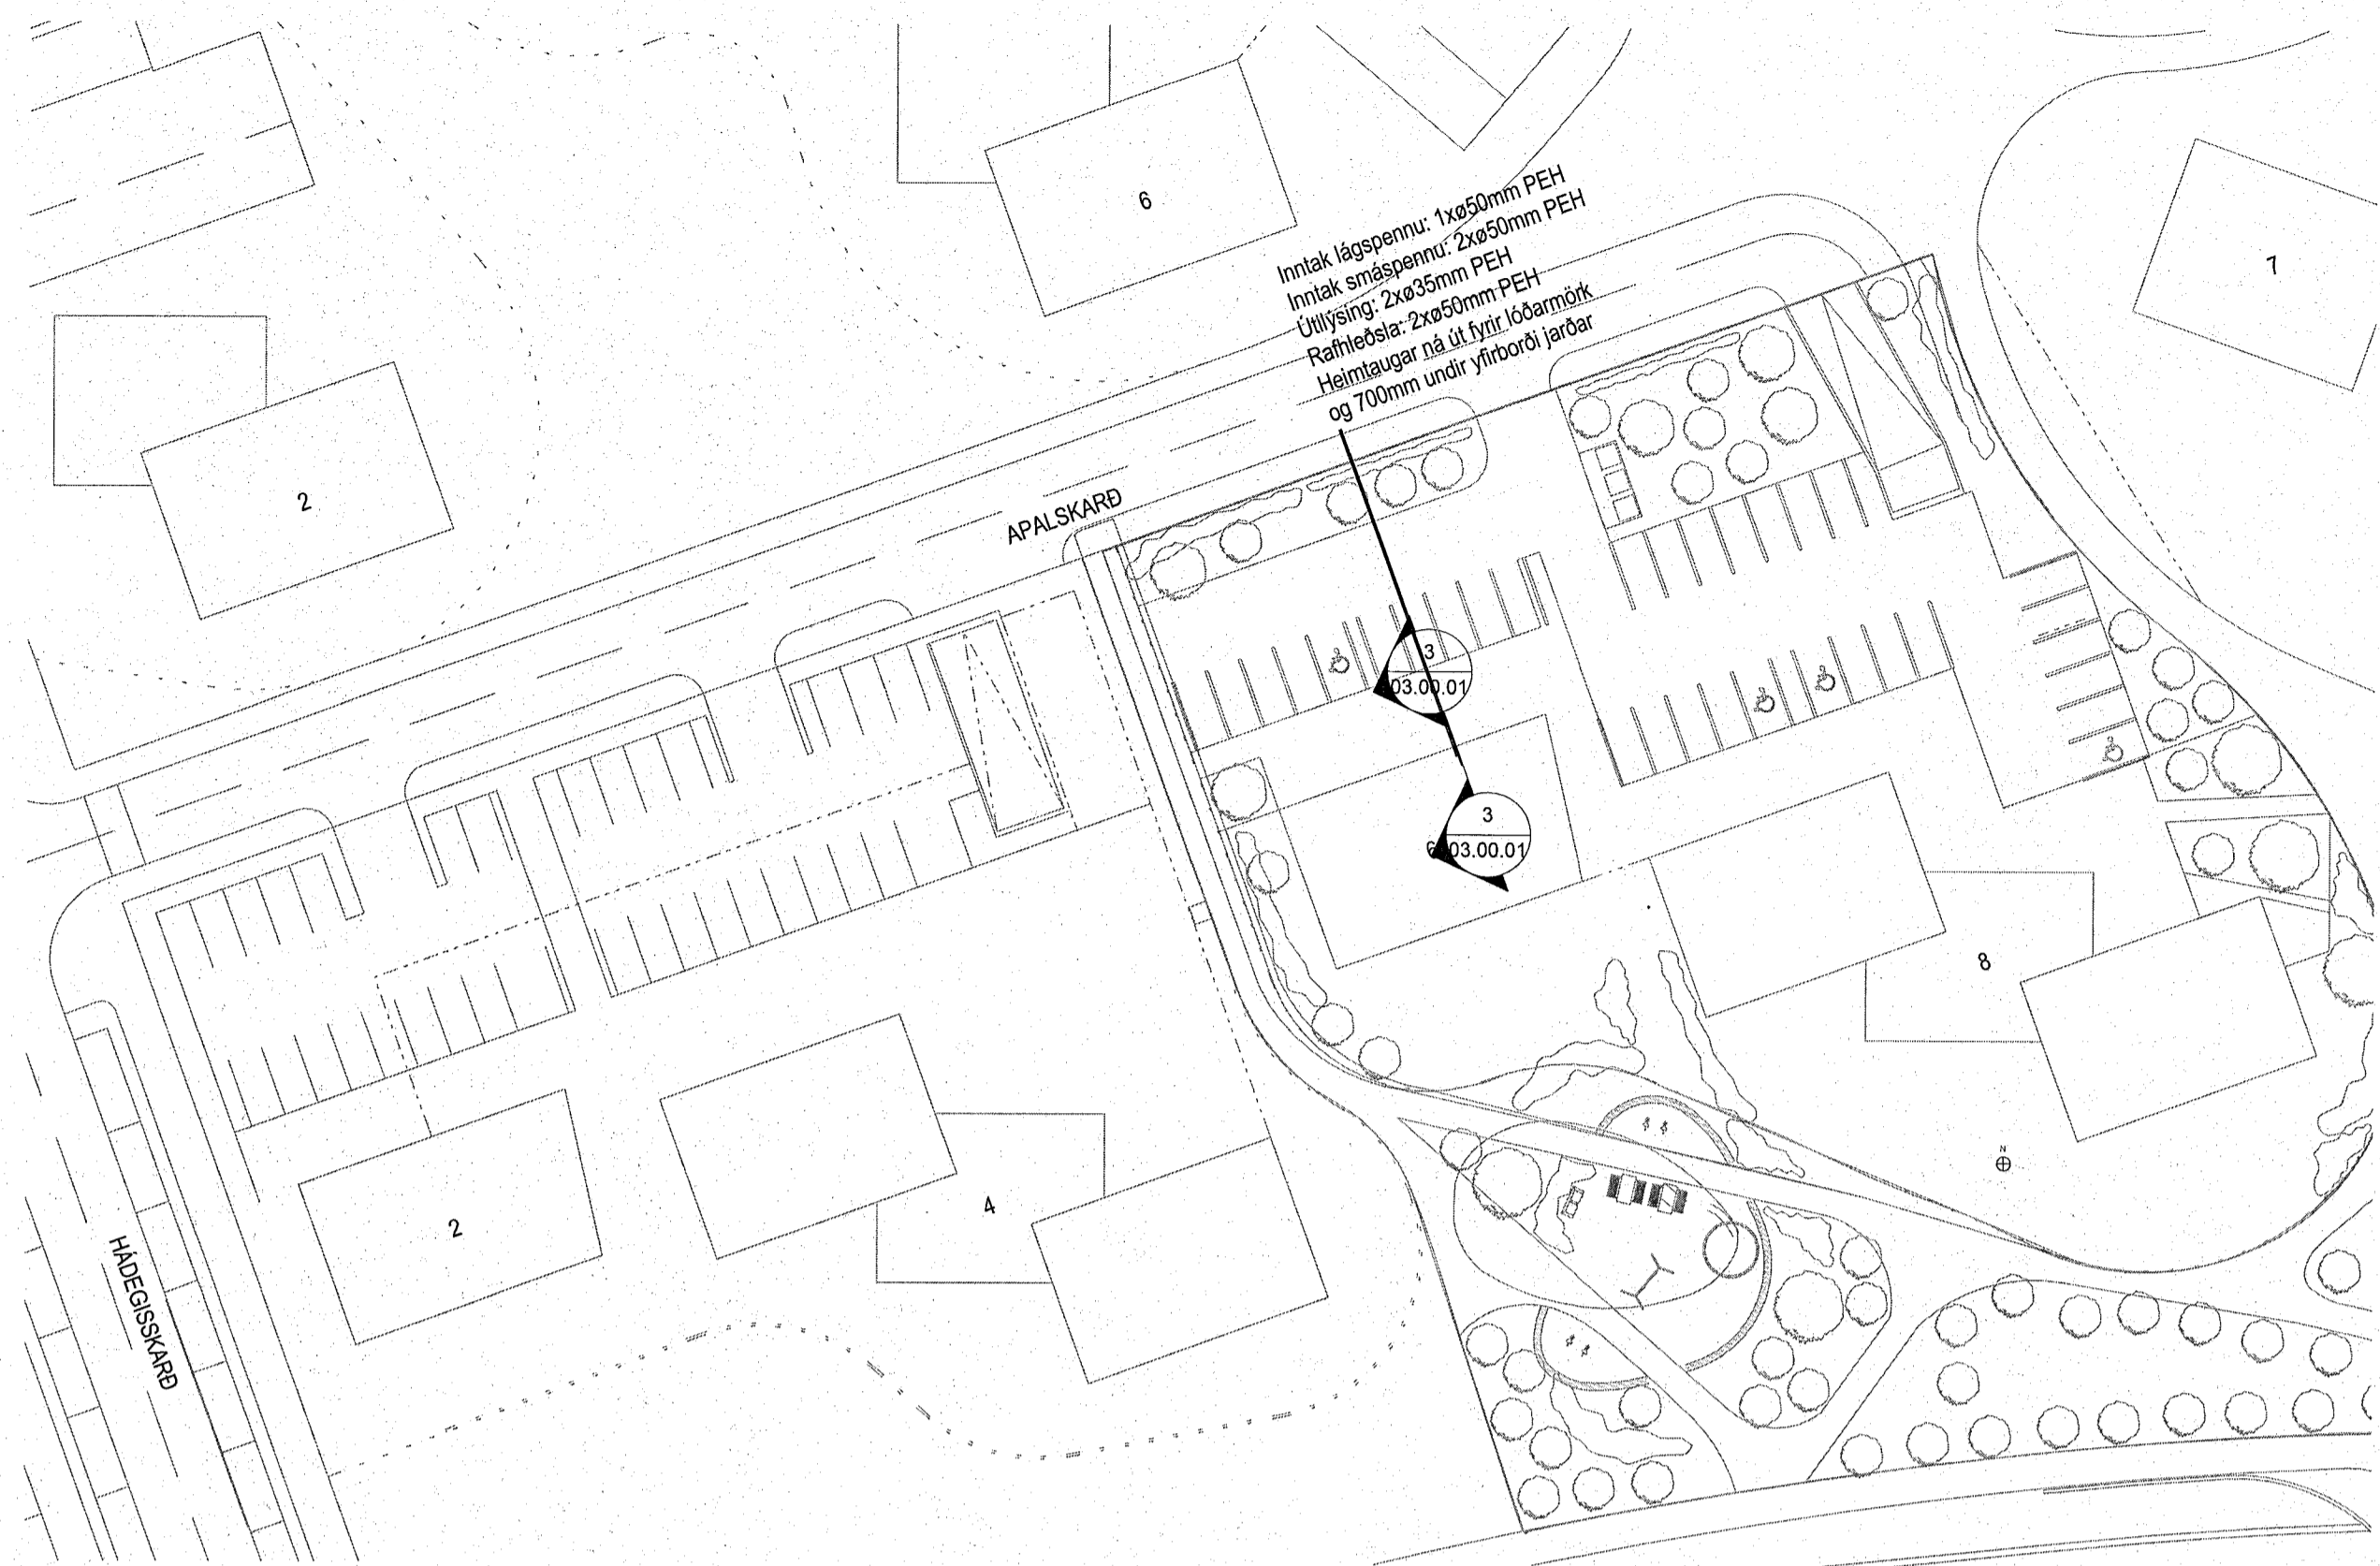 6
7
Inntak lágspennu: 1xø50mm PEH
Inntak smáspennu: 2xø50mm PEH
Útilýsing: 2xø35mm PEH
Rafhleðsla: 2xø50mm PEH
Heimtaugar ná út fyrir lóðarmörk
og 700mm undir yfirborði jarðar
2
APALSKARÐ
3
03.00.01
3
603.00.01
8
N
4
2
HÁDEGISSKARÐ